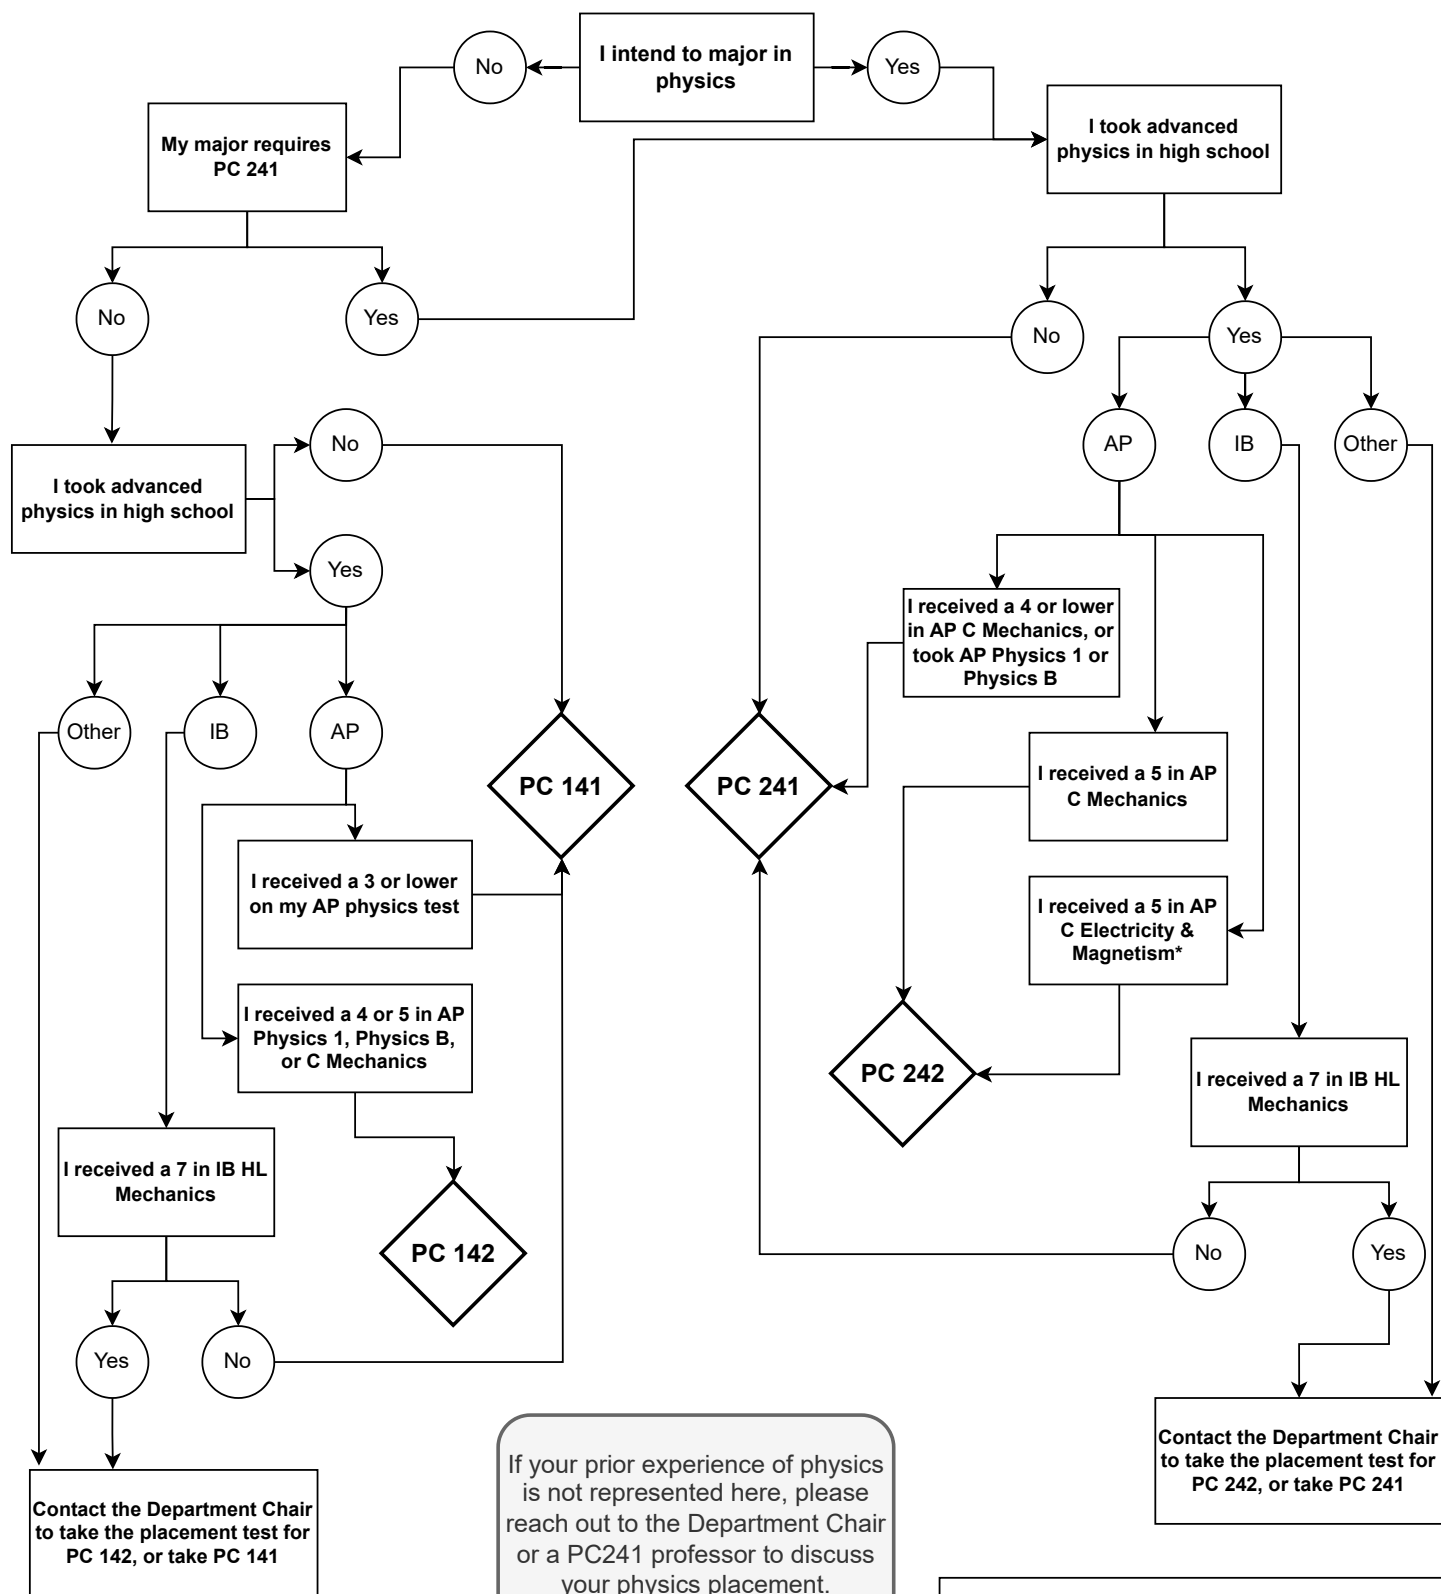 I intend to major in
physics
No
Yes
My major requires
PC 241
I took advanced
physics in high school
No
Yes
No
Yes
I took advanced
physics in high school
No
Yes
AP
IB
Other
I received a 4 or lower
in AP C Mechanics, or
took AP Physics 1 or
Physics B
Other
IB
AP
PC 141
PC 241
I received a 5 in AP
C Mechanics
I received a 3 or lower
on my AP physics test
I received a 5 in AP
C Electricity &
Magnetism*
I received a 4 or 5 in AP
Physics 1, Physics B,
or C Mechanics
PC 242
I received a 7 in IB HL
Mechanics
I received a 7 in IB HL
Mechanics
PC 142
No
Yes
Yes
No
Contact the Department Chair
to take the placement test for
PC 242, or take PC 241
Contact the Department Chair
to take the placement test for
PC 142, or take PC 141
If your prior experience of physics
is not represented here, please
reach out to the Department Chair
or a PC241 professor to discuss
your physics placement.